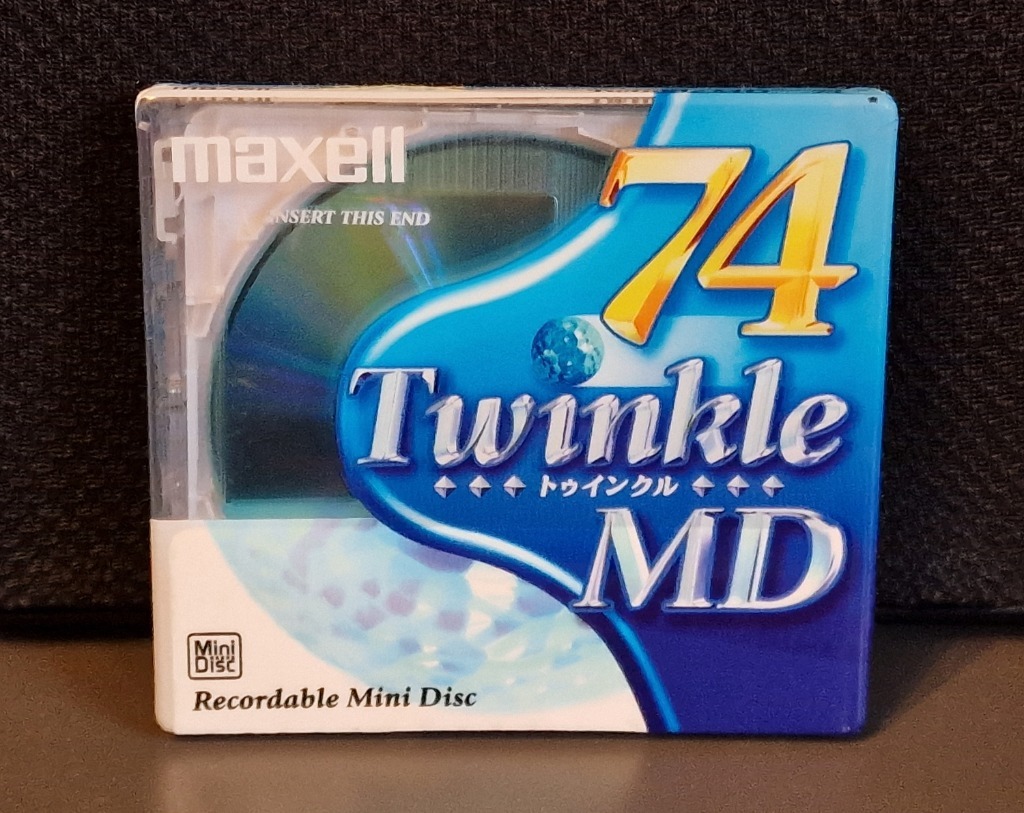 maxell
INSERT THIS END
74
Twinkle
トゥインクル
MD
Mini
Disc
Recordable Mini Disc